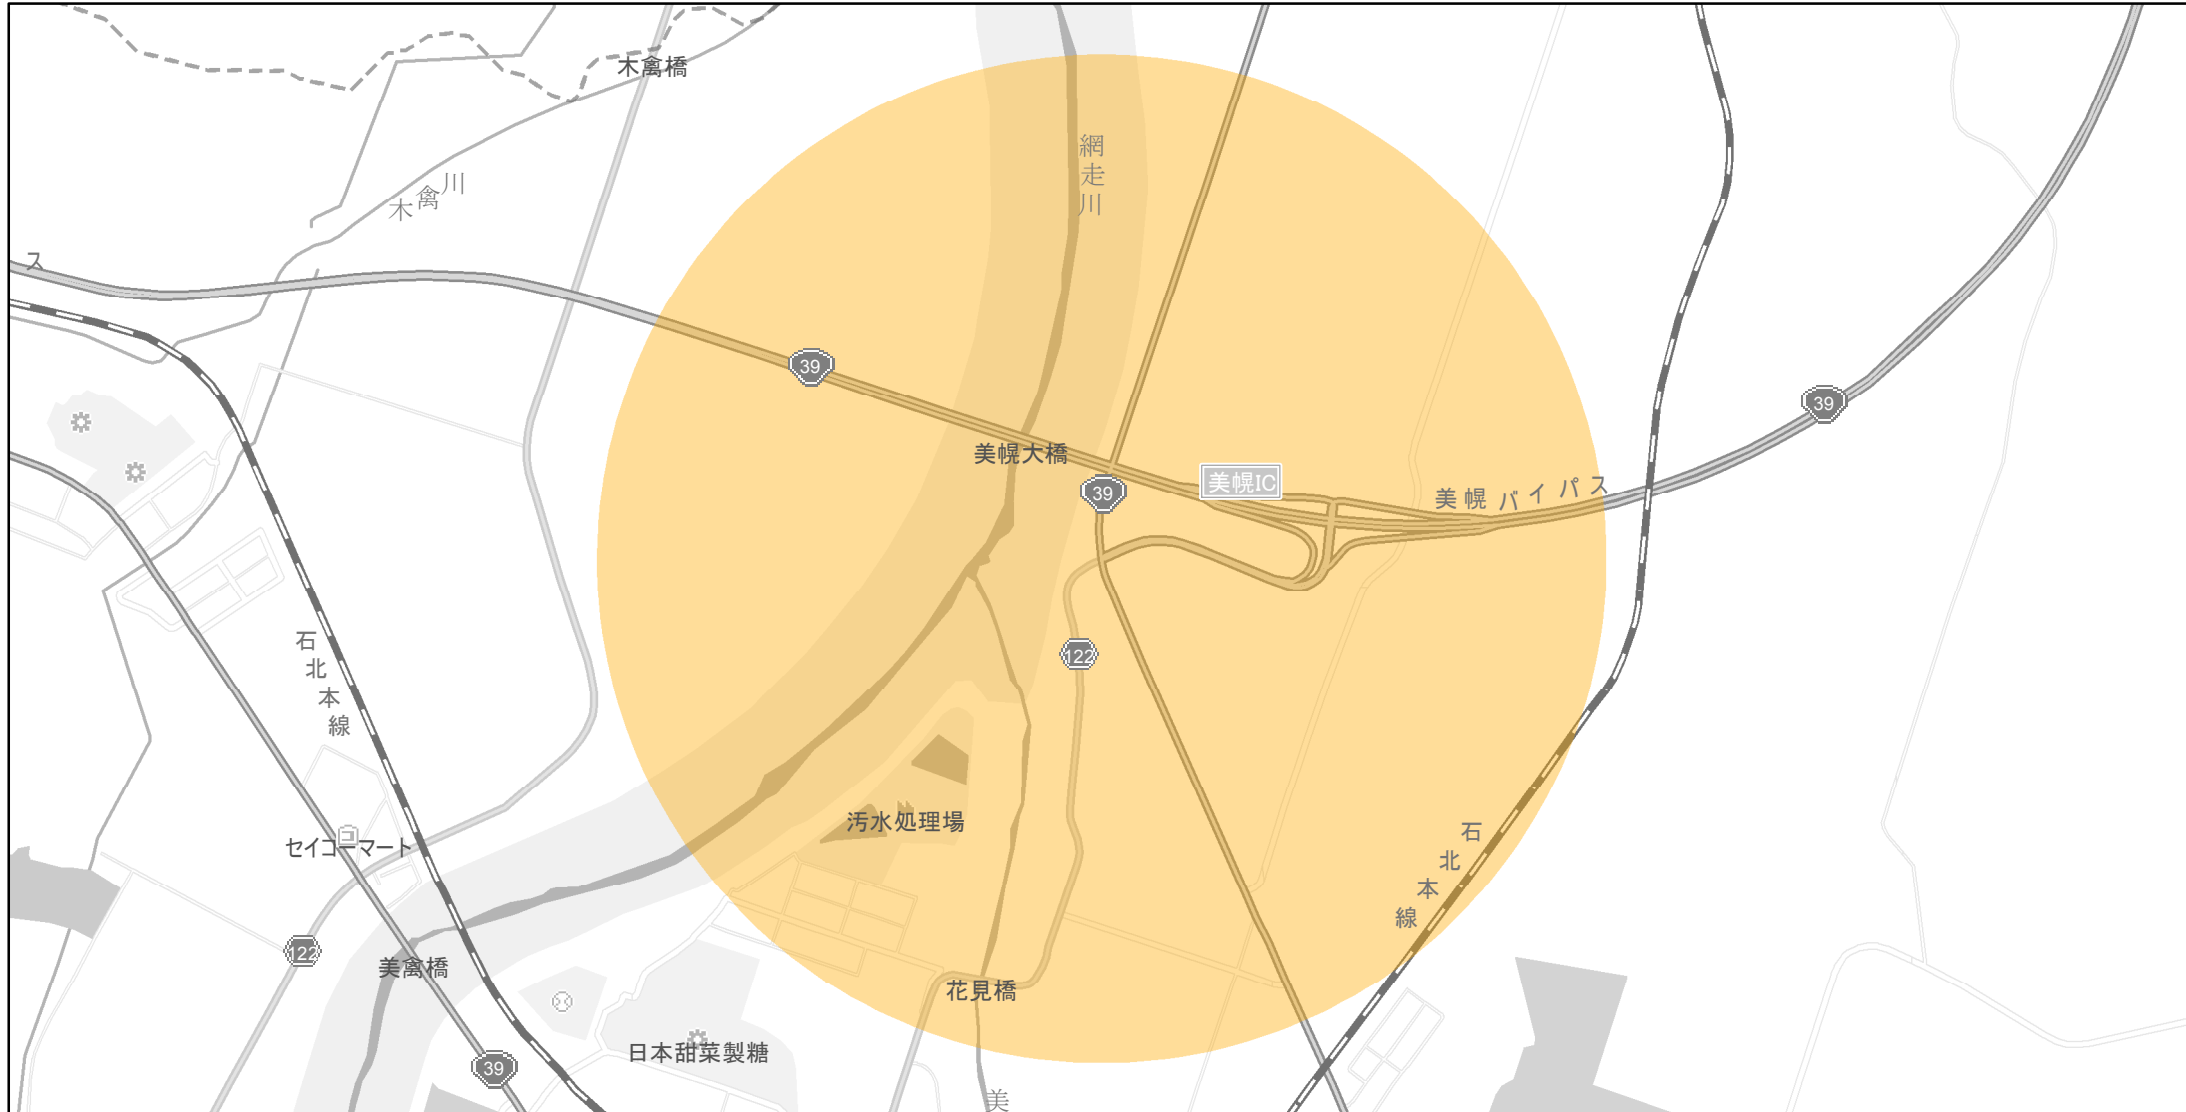 木禽橋
網走川
木禽川
ス
39
39
美幌大橋
美幌IC
39
美幌バイパス
石北本線
122
汚水処理場
石北本線
セイコーマート
122
美禽橋
花見橋
日本甜菜製糖
39
美